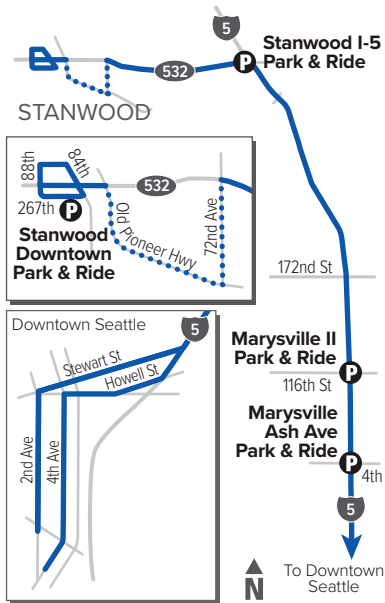 5
Stanwood I-5
Park & Ride
P
532
STANWOOD
88th
84th
532
267th
P
Stanwood
Downtown
Park & Ride
Old
Pioneer Hwy
72nd Ave
172nd St
Downtown Seattle
5
Stewart St
Howell St
2nd Ave
4th Ave
Marysville II
Park & Ride
P
116th St
Marysville
Ash Ave
Park & Ride
P
4th
5
N
To Downtown
Seattle